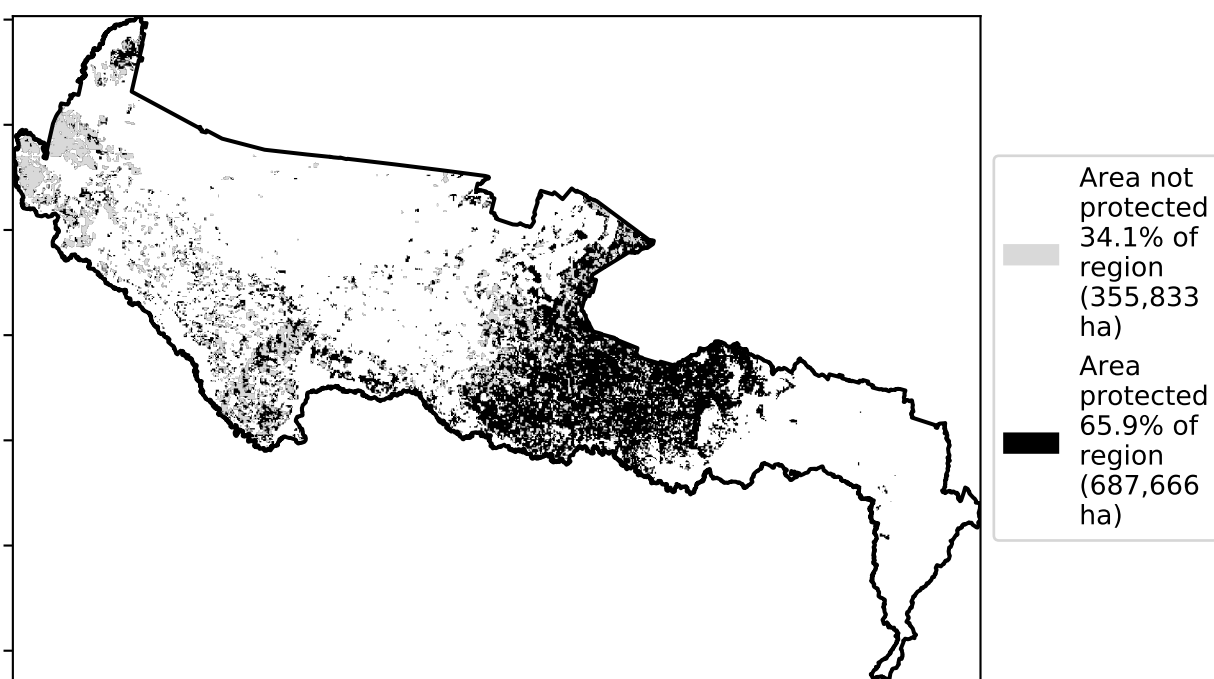 Area not
protected
34.1% of
region
(355,833
ha)
Area
protected
65.9% of
region
(687,666
ha)